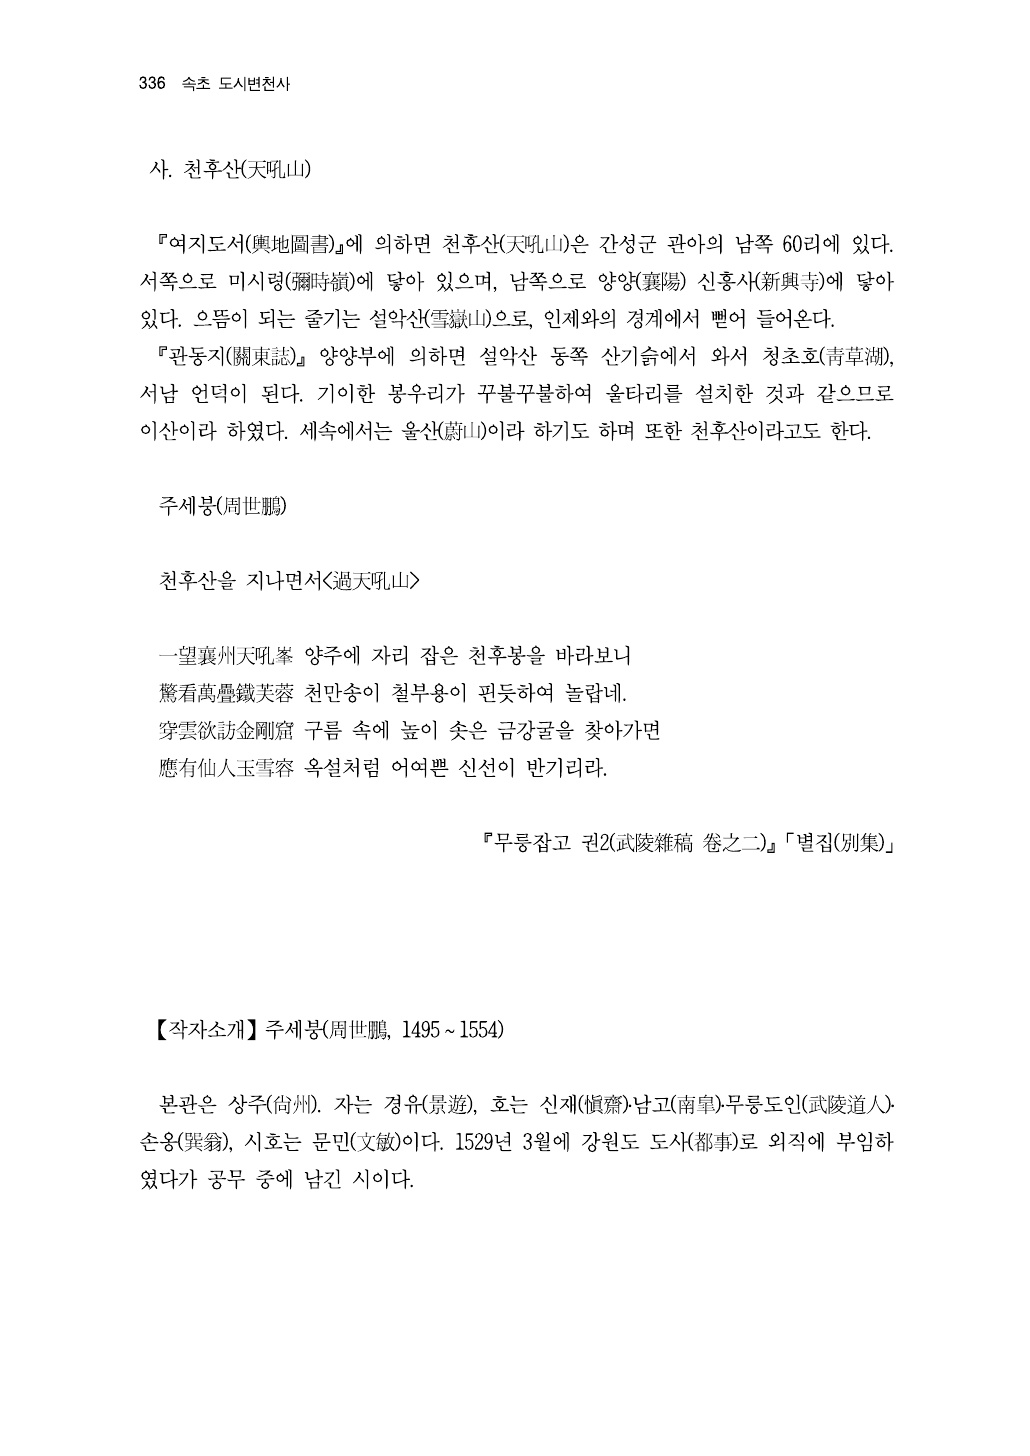 336 속초 도시변천사
사. 천후산(天吼山)
『여지도서(輿地圖書)』에 의하면 천후산(天吼山)은 간성군 관아의 남쪽 60리에 있다.
서쪽으로 미시령(彌時嶺)에 닿아 있으며, 남쪽으로 양양(襄陽) 신흥사(新興寺)에 닿아
있다. 으뜸이 되는 줄기는 설악산(雪嶽山)으로, 인제와의 경계에서 뻗어 들어온다.
『관동지(關東誌)』 양양부에 의하면 설악산 동쪽 산기슭에서 와서 청초호(靑草湖),
서남 언덕이 된다. 기이한 봉우리가 꾸불꾸불하여 울타리를 설치한 것과 같으므로
이산이라 하였다. 세속에서는 울산(蔚山)이라 하기도 하며 또한 천후산이라고도 한다.
주세붕(周世鵬)
천후산을 지나면서<過天吼山>
一望襄州天吼峯 양주에 자리 잡은 천후봉을 바라보니
驚看萬疊鐵芙蓉 천만송이 철부용이 핀듯하여 놀랍네.
穿雲欲訪金剛窟 구름 속에 높이 솟은 금강굴을 찾아가면
應有仙人玉雪容 옥설처럼 어여쁜 신선이 반기리라.
『무릉잡고 권2(武陵雜稿 卷之二)』「별집(別集)」
【작자소개】주세붕(周世鵬, 1495～1554)
본관은 상주(尙州). 자는 경유(景遊), 호는 신재(愼齋)·남고(南皐)·무릉도인(武陵道人)·
손옹(巽翁), 시호는 문민(文敏)이다. 1529년 3월에 강원도 도사(都事)로 외직에 부임하
였다가 공무 중에 남긴 시이다.